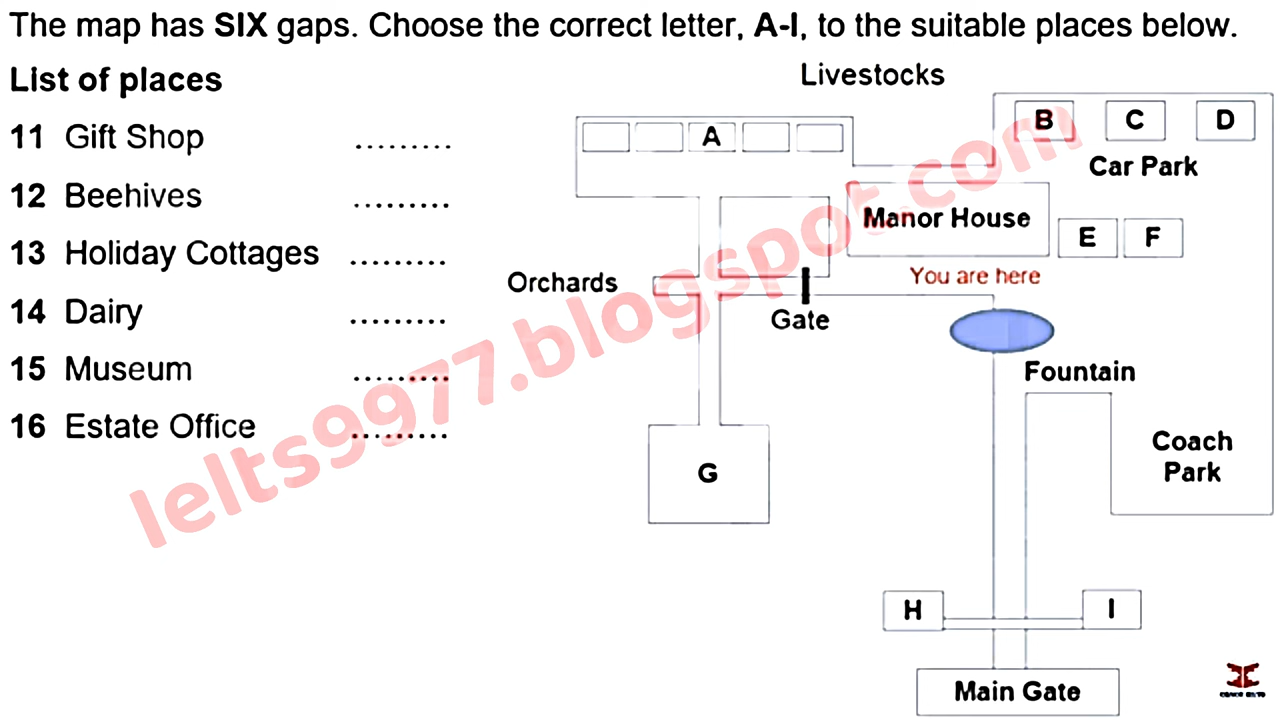 The map has SIX gaps. Choose the correct letter, A-I, to the suitable places below.
List of places
11 Gift Shop .........
12 Beehives .........
13 Holiday Cottages .........
14 Dairy .........
15 Museum .........
16 Estate Office .........
Livestocks
B C D
A
Car Park
Manor House
E F
Orchards
You are here
Gate
Fountain
Coach
Park
G
H I
Main Gate
Ielts9977.blogspot.com